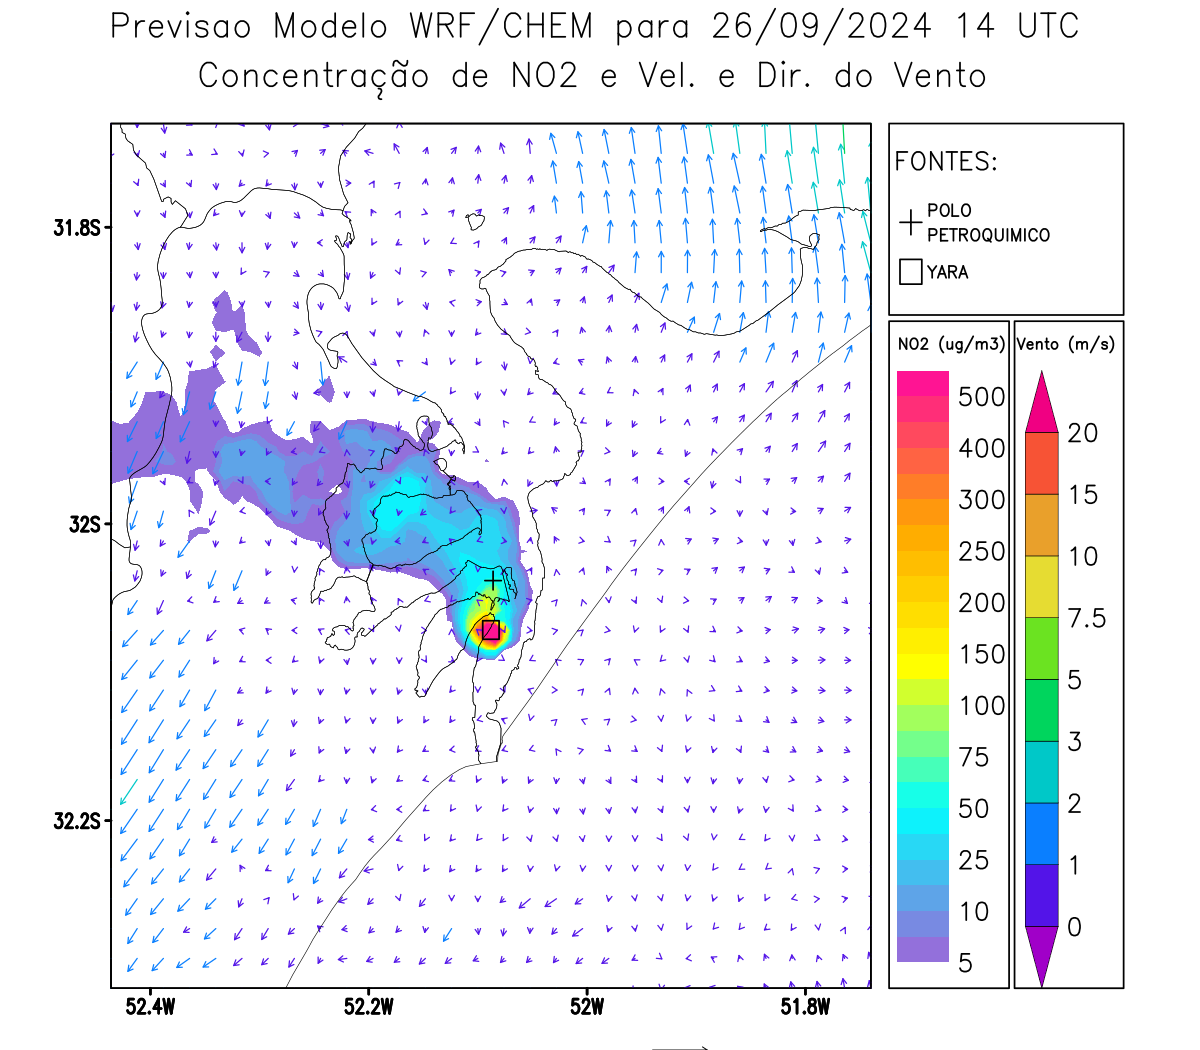 Previsao Modelo WRF/CHEM para 26/09/2024 14 UTC
Concentração de NO2 e Vel. e Dir. do Vento
FONTES:
POLO
PETROQUIMICO
YARA
NO2 (ug/m3)
500
400
300
250
200
150
100
75
50
25
10
5
Vento (m/s)
20
15
10
7.5
5
3
2
1
0
31.8S
32S
32.2S
52.4W
52.2W
52W
51.8W